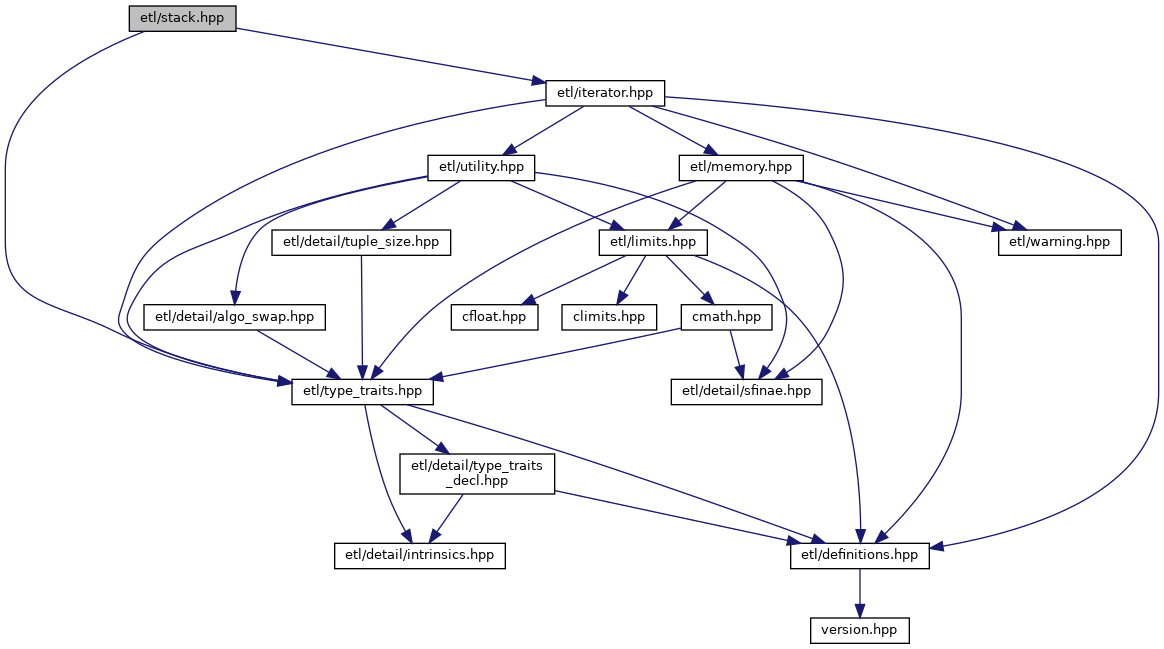 etl/stack.hpp
etl/iterator.hpp
etl/utility.hpp
etl/memory.hpp
etl/detail/tuple_size.hpp
etl/limits.hpp
etl/warning.hpp
etl/detail/algo_swap.hpp
cfloat.hpp
climits.hpp
cmath.hpp
etl/type_traits.hpp
etl/detail/sfinae.hpp
etl/detail/type_traits
_decl.hpp
etl/detail/intrinsics.hpp
etl/definitions.hpp
version.hpp